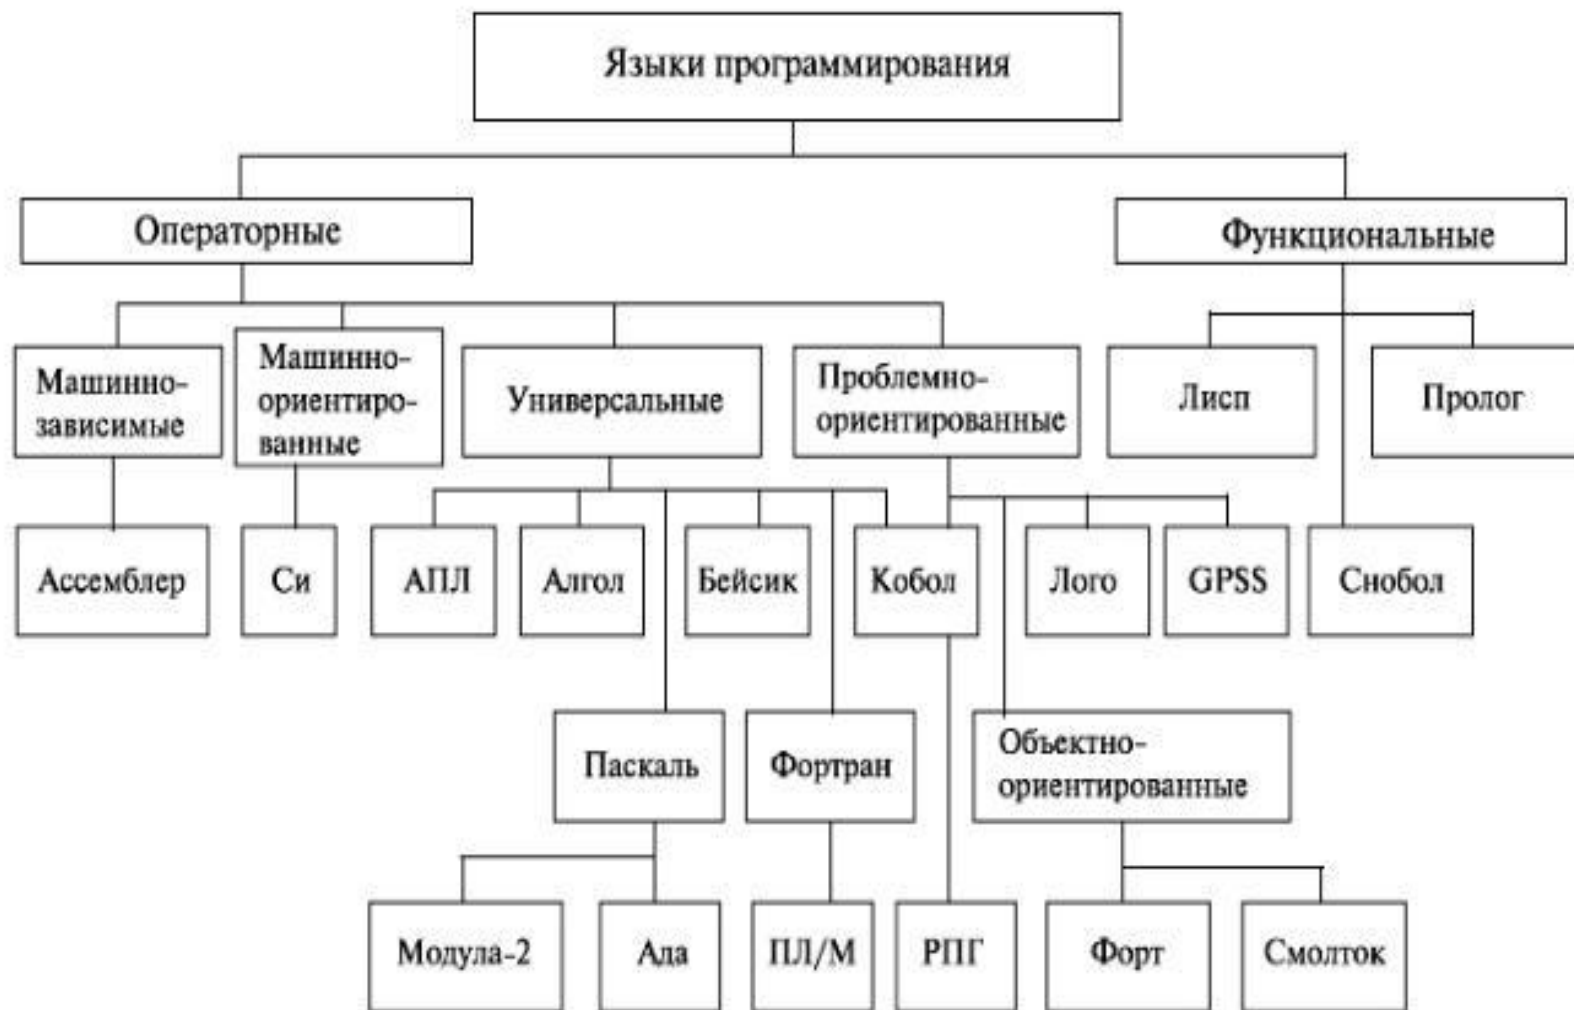 Языки программирования
Операторные
Функциональные
Машинно-
зависимые
Машинно-
ориентиро-
ванные
Универсальные
Проблемно-
ориентированные
Лисп
Пролог
Ассемблер
Си
АПЛ
Алгол
Бейсик
Кобол
Лого
GPSS
Снобол
Паскаль
Фортран
Объектно-
ориентированные
Модула-2
Ада
ПЛ/М
РПГ
Форт
Смолток